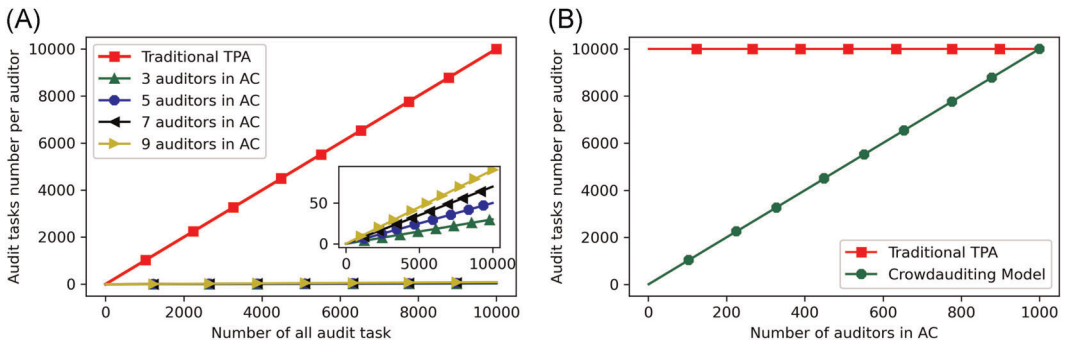 (A)
Audit tasks number per auditor
10000
8000
6000
4000
2000
0
Traditional TPA
3 auditors in AC
5 auditors in AC
7 auditors in AC
9 auditors in AC
50
0
0
5000
10000
0
2000
4000
6000
8000
10000
Number of all audit task
(B)
Audit tasks number per auditor
10000
8000
6000
4000
2000
0
Traditional TPA
Crowdauditing Model
0
200
400
600
800
1000
Number of auditors in AC